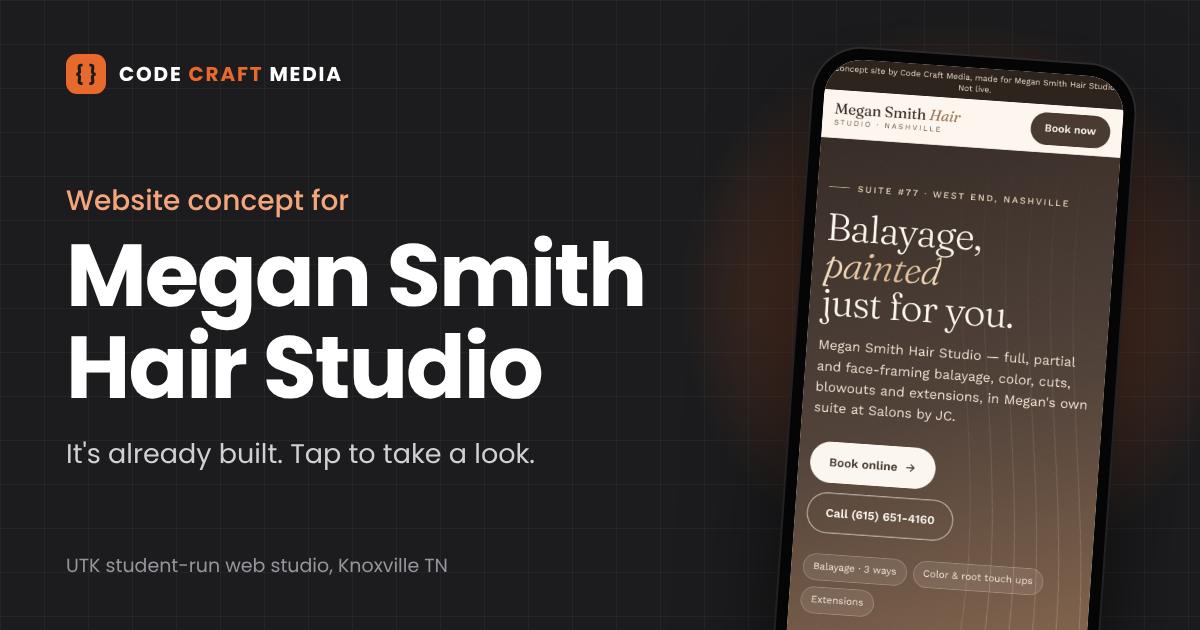 { }
CODE CRAFT MEDIA
Website concept for
Megan Smith
Hair Studio
It's already built. Tap to take a look.
UTK student-run web studio, Knoxville TN
concept site by Code Craft Media, made for Megan Smith Hair Studio.
Not live.
Megan Smith Hair
STUDIO · NASHVILLE
Book now
SUITE #77 · WEST END, NASHVILLE
Balayage,
painted
just for you.
Megan Smith Hair Studio — full, partial
and face-framing balayage, color, cuts,
blowouts and extensions, in Megan's own
suite at Salons by JC.
Book online →
Call (615) 651-4160
Balayage · 3 ways
Color & root touch ups
Extensions